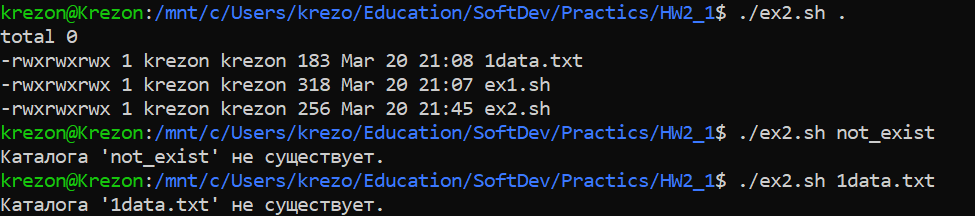 krezon@Krezon:/mnt/c/Users/krezo/Education/SoftDev/Practics/HW2_1$ ./ex2.sh .
total 0
-rwxrwxrwx 1 krezon krezon 183 Mar 20 21:08 1data.txt
-rwxrwxrwx 1 krezon krezon 318 Mar 20 21:07 ex1.sh
-rwxrwxrwx 1 krezon krezon 256 Mar 20 21:45 ex2.sh
krezon@Krezon:/mnt/c/Users/krezo/Education/SoftDev/Practics/HW2_1$ ./ex2.sh not_exist
Каталога 'not_exist' не существует.
krezon@Krezon:/mnt/c/Users/krezo/Education/SoftDev/Practics/HW2_1$ ./ex2.sh 1data.txt
Каталога '1data.txt' не существует.